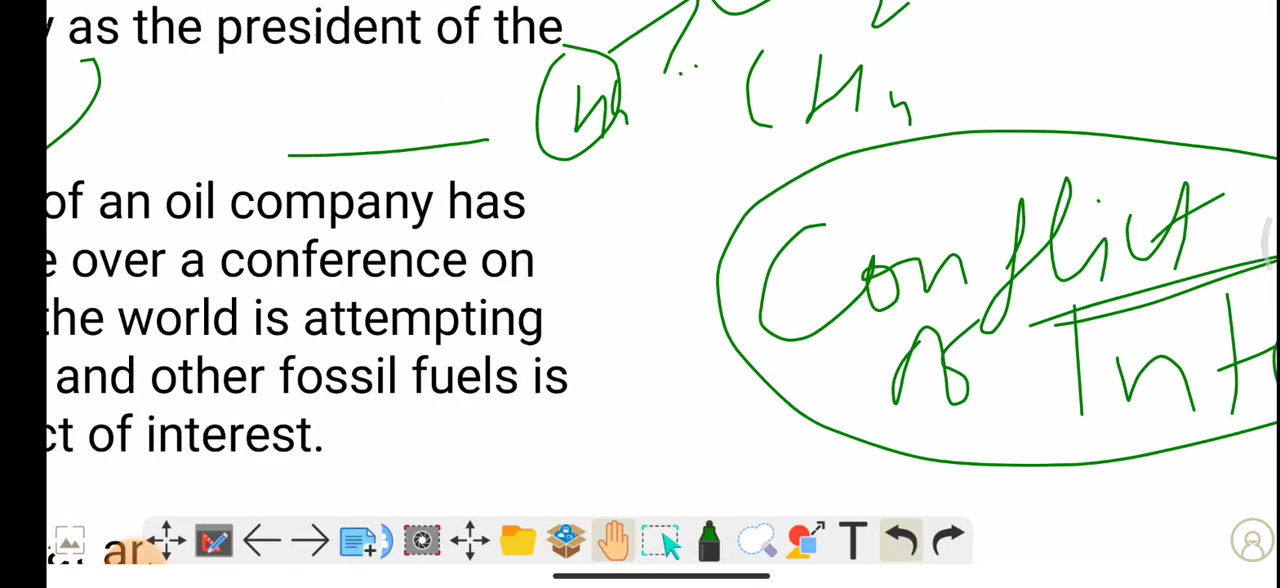 as the president of the
CHn
of an oil company has
over a conference on
Conflict
the world is attempting
of Int
and other fossil fuels is
ct of interest.
T